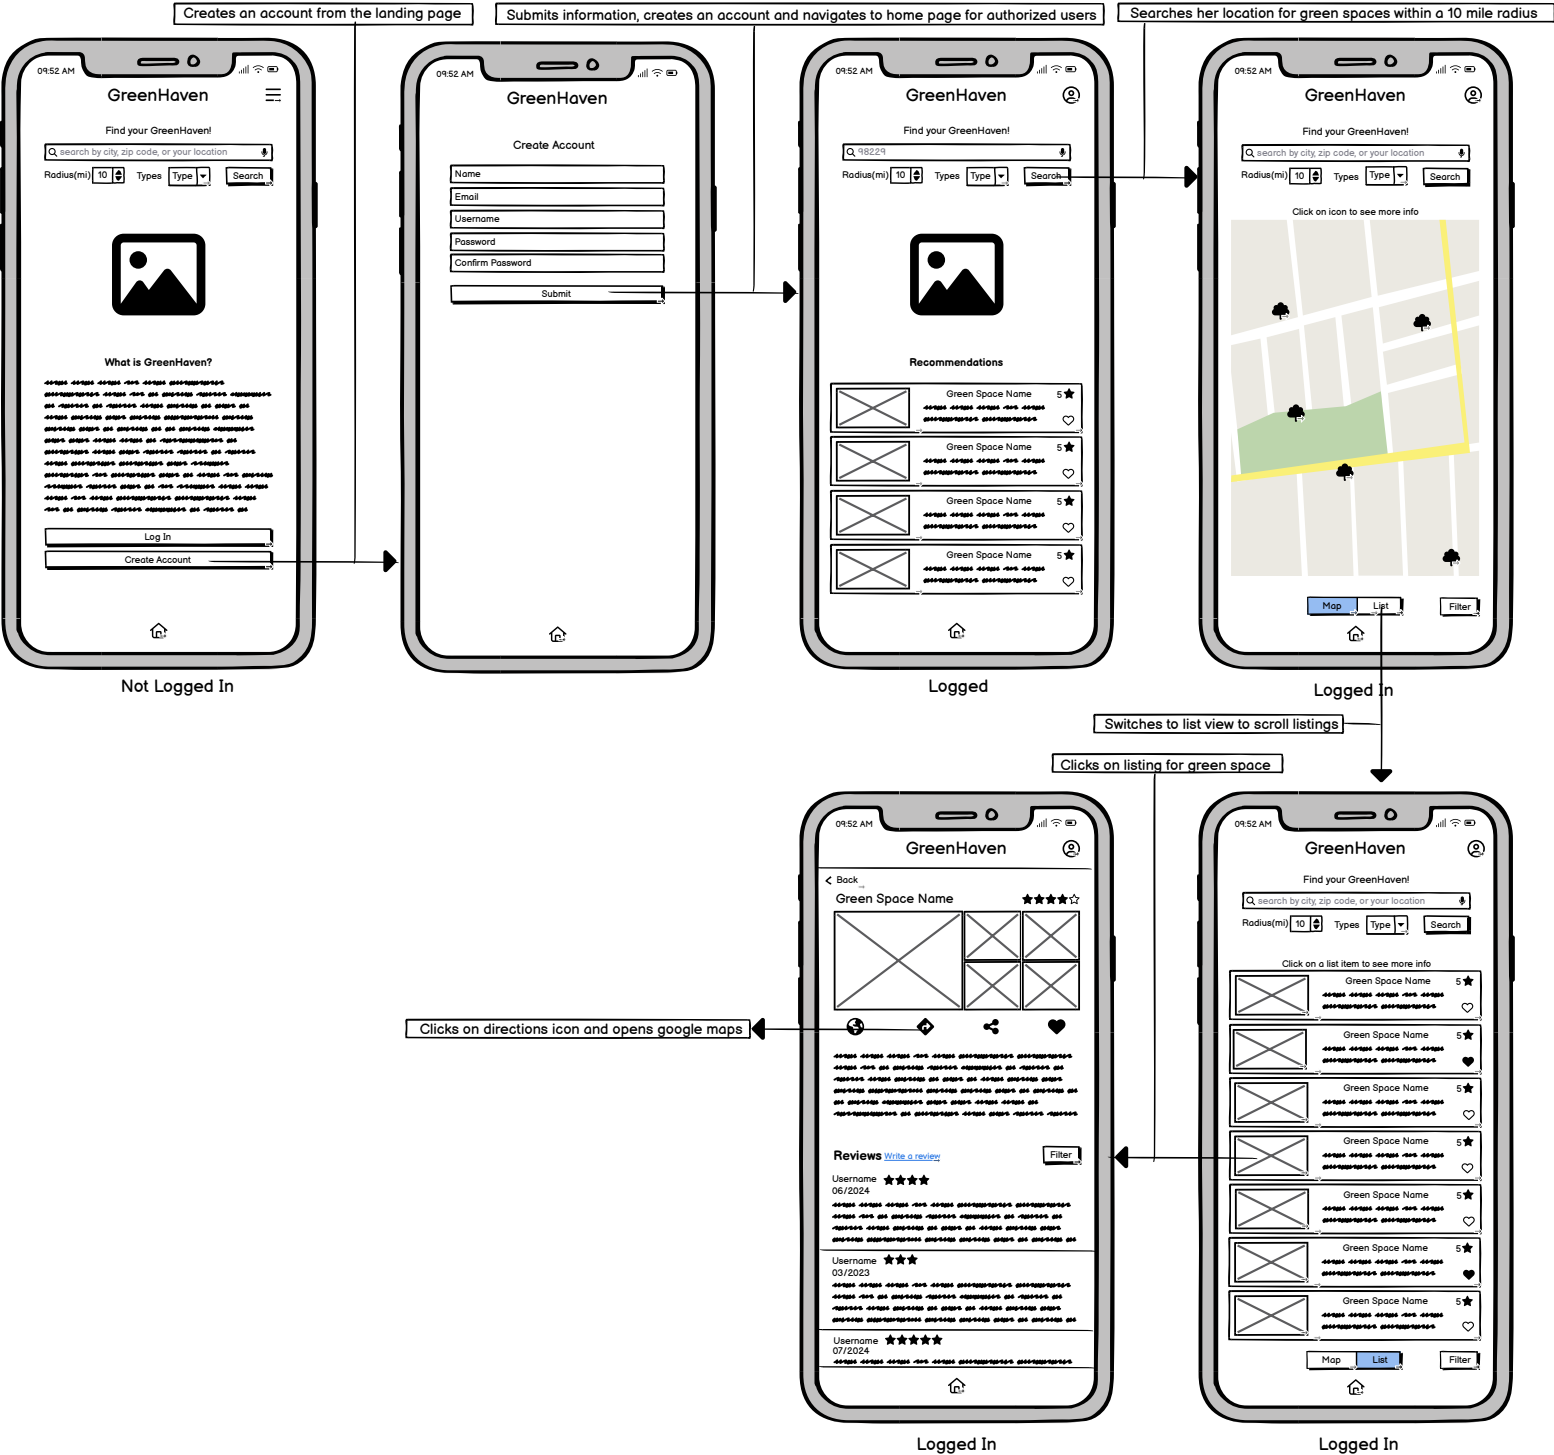 Creates an account from the landing page
Submits information, creates an account and navigates to home page for authorized users
Searches her location for green spaces within a 10 mile radius
09:52 AM
GreenHaven
Find your GreenHaven!
search by city, zip code, or your location
Radius(mi) 10 Types Type Search
What is GreenHaven?
Log In
Create Account
Not Logged In
09:52 AM
GreenHaven
Create Account
Name
Email
Username
Password
Confirm Password
Submit
09:52 AM
GreenHaven
Find your GreenHaven!
98229
Radius(mi) 10 Types Type Search
Recommendations
Green Space Name 5
Green Space Name 5
Green Space Name 5
Green Space Name 5
Logged
09:52 AM
GreenHaven
Find your GreenHaven!
search by city, zip code, or your location
Radius(mi) 10 Types Type Search
Click on icon to see more info
Map List Filter
Logged In
Switches to list view to scroll listings
Clicks on listing for green space
09:52 AM
GreenHaven
Back
Green Space Name
Clicks on directions icon and opens google maps
Reviews Write a review Filter
Username
06/2024
Username
03/2023
Username
07/2024
Logged In
09:52 AM
GreenHaven
Find your GreenHaven!
search by city, zip code, or your location
Radius(mi) 10 Types Type Search
Click on a list item to see more info
Green Space Name 5
Green Space Name 5
Green Space Name 5
Green Space Name 5
Green Space Name 5
Green Space Name 5
Green Space Name 5
Map List Filter
Logged In